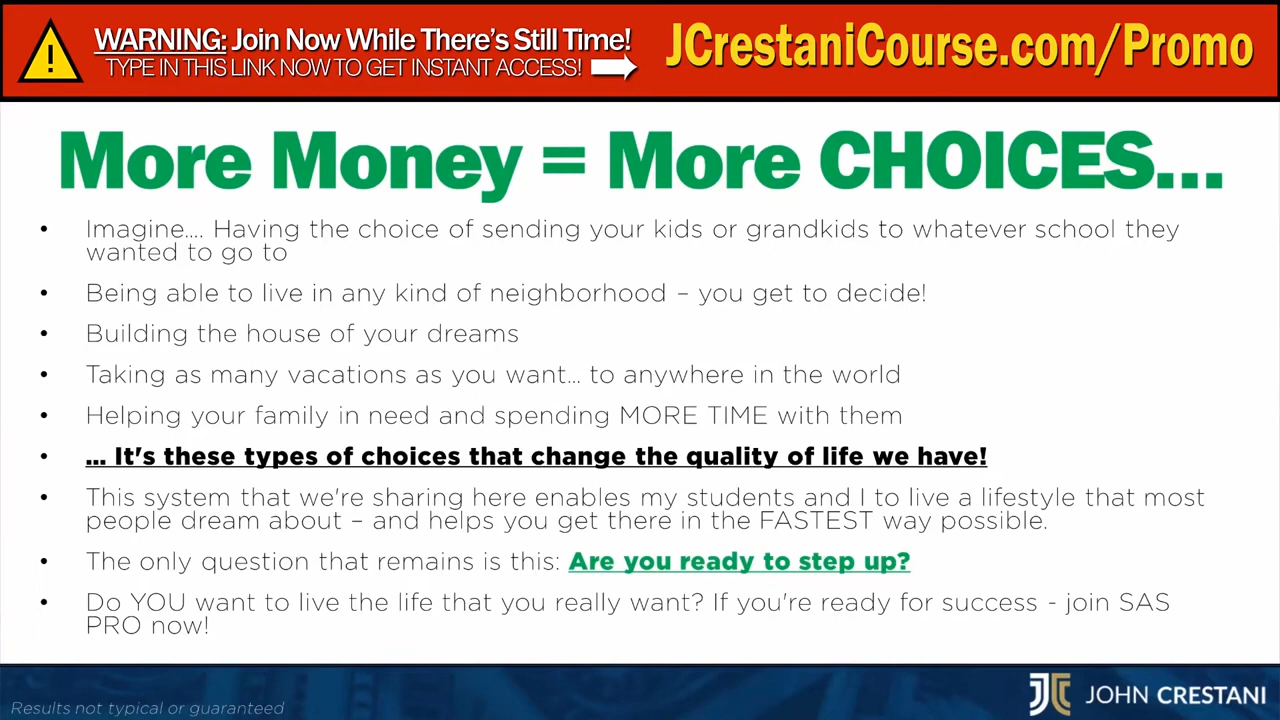 WARNING: Join Now While There's Still Time!
TYPE IN THIS LINK NOW TO GET INSTANT ACCESS!
JCrestaniCourse.com/Promo
More Money = More CHOICES...
• Imagine.... Having the choice of sending your kids or grandkids to whatever school they
wanted to go to
• Being able to live in any kind of neighborhood – you get to decide!
• Building the house of your dreams
• Taking as many vacations as you want... to anywhere in the world
• Helping your family in need and spending MORE TIME with them
• ... It's these types of choices that change the quality of life we have!
• This system that we're sharing here enables my students and I to live a lifestyle that most
people dream about – and helps you get there in the FASTEST way possible.
• The only question that remains is this: Are you ready to step up?
• Do YOU want to live the life that you really want? If you're ready for success - join SAS
PRO now!
Results not typical or guaranteed
JOHN CRESTANI